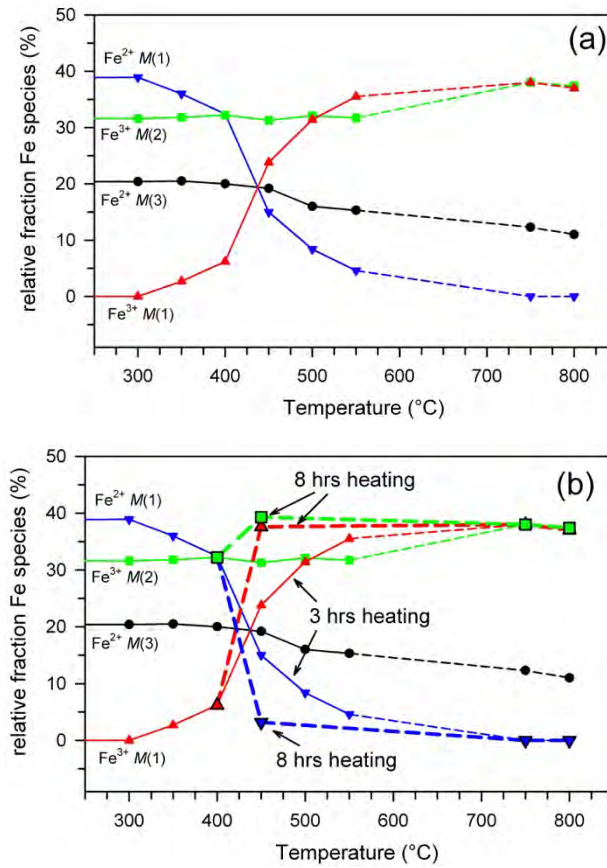 (a)
relative fraction Fe species (%)
50
40
30
20
10
0
Fe²⁺ M(1)
Fe³⁺ M(2)
Fe²⁺ M(3)
Fe³⁺ M(1)
300 400 500 600 700 800
Temperature (°C)
(b)
relative fraction Fe species (%)
50
40
30
20
10
0
Fe²⁺ M(1)
8 hrs heating
Fe³⁺ M(2)
3 hrs heating
Fe²⁺ M(3)
8 hrs heating
Fe³⁺ M(1)
300 400 500 600 700 800
Temperature (°C)